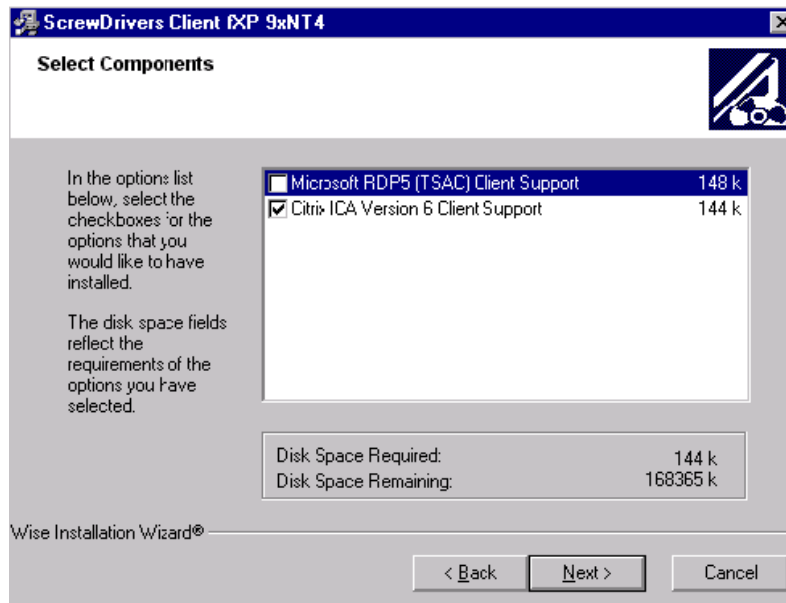 ScrewDrivers Client fXP 9xNT4
Select Components
In the options list
below, select the
checkboxes for the
options that you
would like to have
installed.
The disk space fields
reflect the
requirements of the
options you have
selected.
Microsoft RDP5 (TSAC) Client Support 148 k
Citrix ICA Version 6 Client Support 144 k
Disk Space Required: 144 k
Disk Space Remaining: 168365 k
Wise Installation Wizard®
< Back Next > Cancel